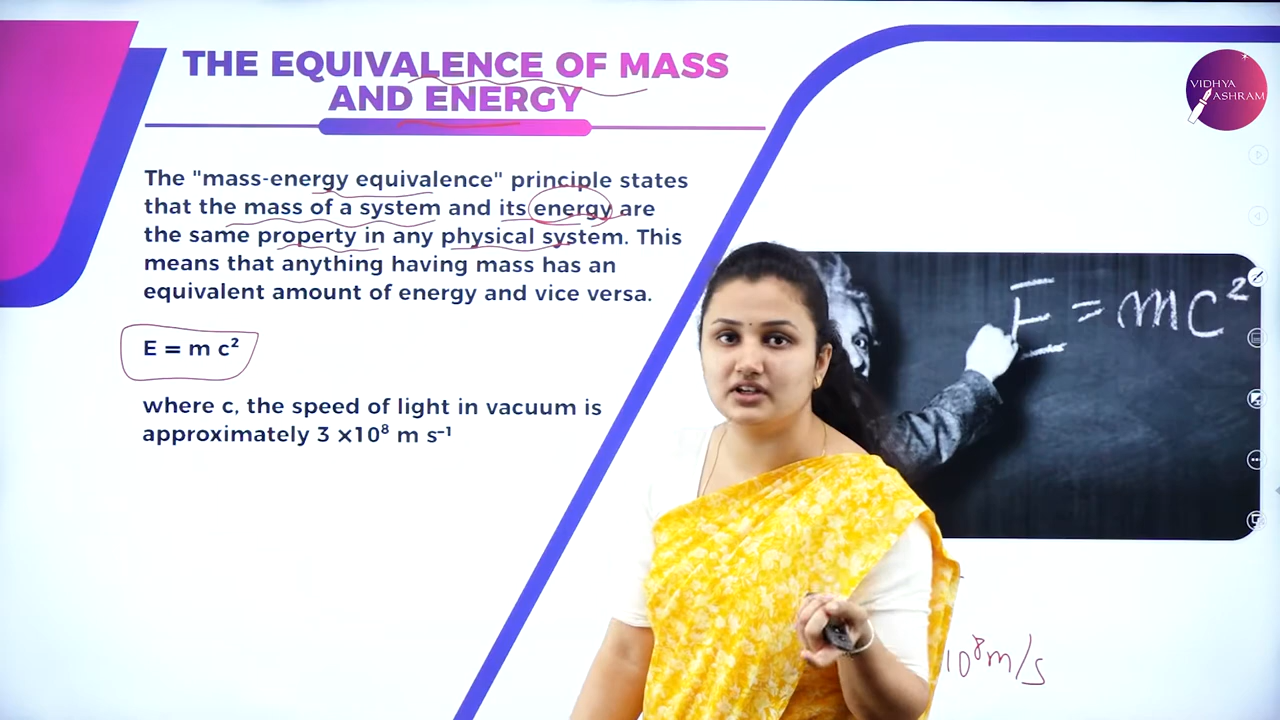 THE EQUIVALENCE OF MASS
AND ENERGY
VIDHYA
ASHRAM
The "mass-energy equivalence" principle states
that the mass of a system and its energy are
the same property in any physical system. This
means that anything having mass has an
equivalent amount of energy and vice versa.
E = m c²
where c, the speed of light in vacuum is
approximately 3 ×10⁸ m s⁻¹
E = mc²
10⁸ m/s